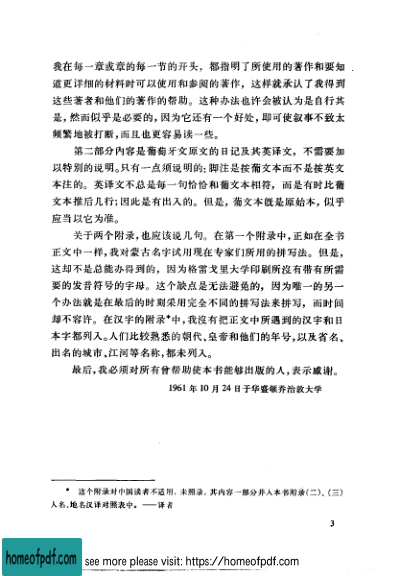 我在每一章或章的每一节的开头，都指明了所使用的著作和要知
道更详细的材料时可以使用和参阅的著作，这样就承认了我得到
这些著者和他们的著作的帮助。这种办法也许会被认为是自行其
是，然而似乎是必要的，因为它还有一个好处，即可使叙事不致太
频繁地被打断，而且也更容易读一些。
第二部分内容是葡萄牙文原文的日记及其英译文，不需要加
以特别的说明。只有一点须说明的：脚注是按葡文本而不是按英文
本注的。英译文不总是每一句恰恰和葡文本相符，而是有时比葡
文本推后几行；因此是有出入的。但是，葡文本既是原始本，似乎
应当以它为准。
关于两个附录，也应该说几句。在第一个附录中，正如在全书
正文中一样，我对蒙古名字试用现在专家们所用的拼写法。但是，
这却不是总能办得到的，因为格雷戈里大学印刷所没有带有所需
要的发音符号的字母。这个缺点是无法避免的，因为唯一的另一
个办法就是在最后的时刻采用完全不同的拼写法来拼写，而时间
却不容许。在汉字的附录*中，我没有把正文中所遇到的汉字和日
本字都列入。人们比较熟悉的朝代、皇帝和他们的年号，以及省名、
出名的城市、江河等名称，都未列入。
最后，我必须对所有曾帮助使本书能够出版的人，表示感谢。
1961 年 10 月 24 日于华盛顿乔治敦大学
* 这个附录对中国读者不适用，未照录，其内容一部分并入本书附录(二)、(三)
人名、地名汉译对照表中。——译者
3
homeofpdf.com
see more please visit: https://homeofpdf.com